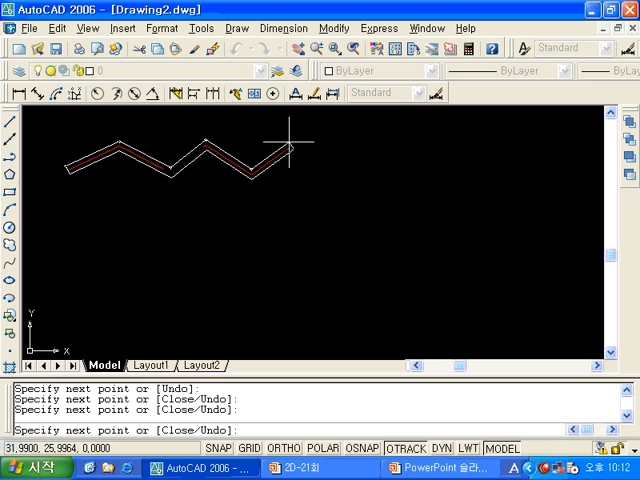 AutoCAD 2006 - [Drawing2.dwg]
File Edit View Insert Format Tools Draw Dimension Modify Express Window Help
Standard
0 ByLayer ByLayer ByLay
Standard
Y
X
Model Layout1 Layout2
Specify next point or [Undo]:
Specify next point or [Close/Undo]:
Specify next point or [Close/Undo]:
Specify next point or [Close/Undo]:
31,9900, 25,9964, 0,0000 SNAP GRID ORTHO POLAR OSNAP OTRACK DYN LWT MODEL
시작 AutoCAD 2006 - ... 2D-21회 PowerPoint 슬라... A 오후 10:12